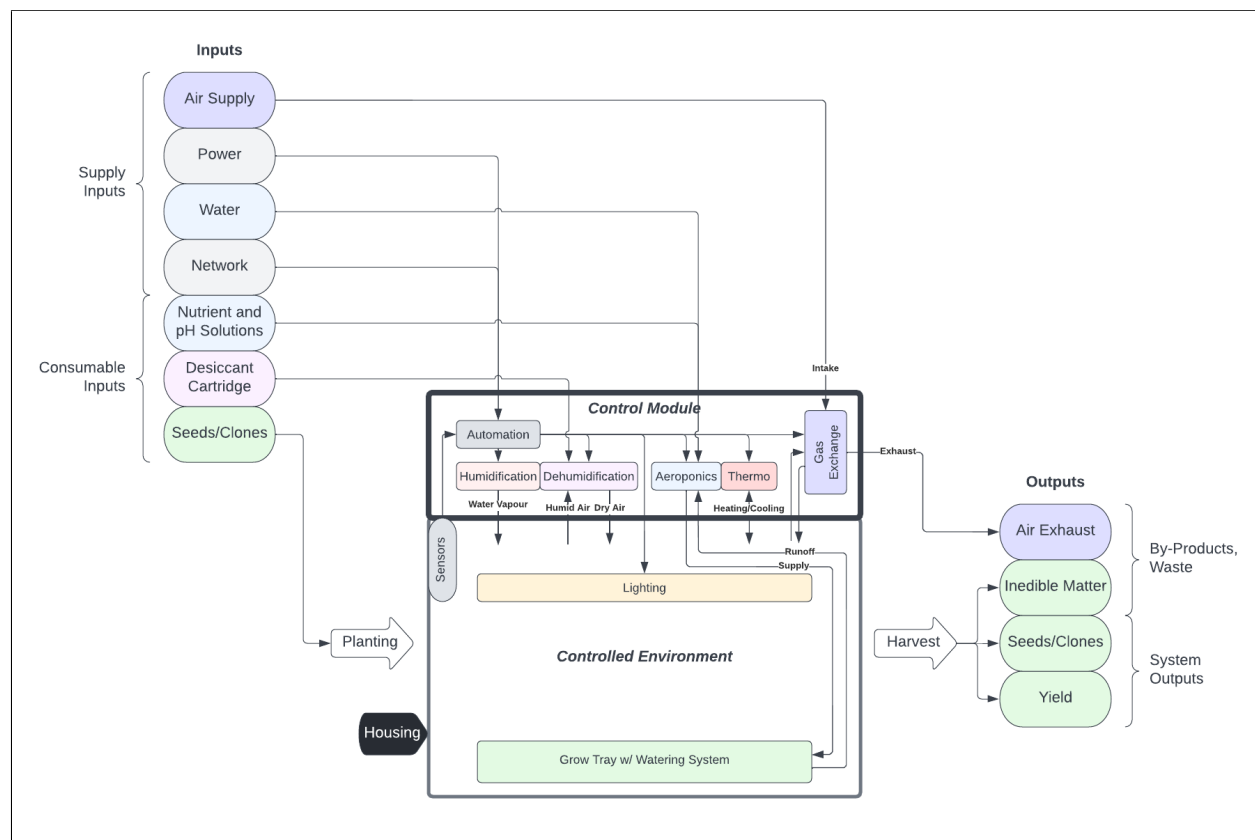 Inputs
Air Supply
Power
Supply
Inputs
Water
Network
Nutrient and
pH Solutions
Consumable
Inputs
Desiccant
Cartridge
Seeds/Clones
Intake
Control Module
Automation
Gas
Exchange
Humidification
Dehumidification
Aeroponics
Thermo
Exhaust
Water Vapour
Humid Air
Dry Air
Heating/Cooling
Sensors
Runoff
Supply
Lighting
Planting
Controlled Environment
Housing
Grow Tray w/ Watering System
Harvest
Outputs
Air Exhaust
By-Products,
Waste
Inedible Matter
Seeds/Clones
System
Outputs
Yield